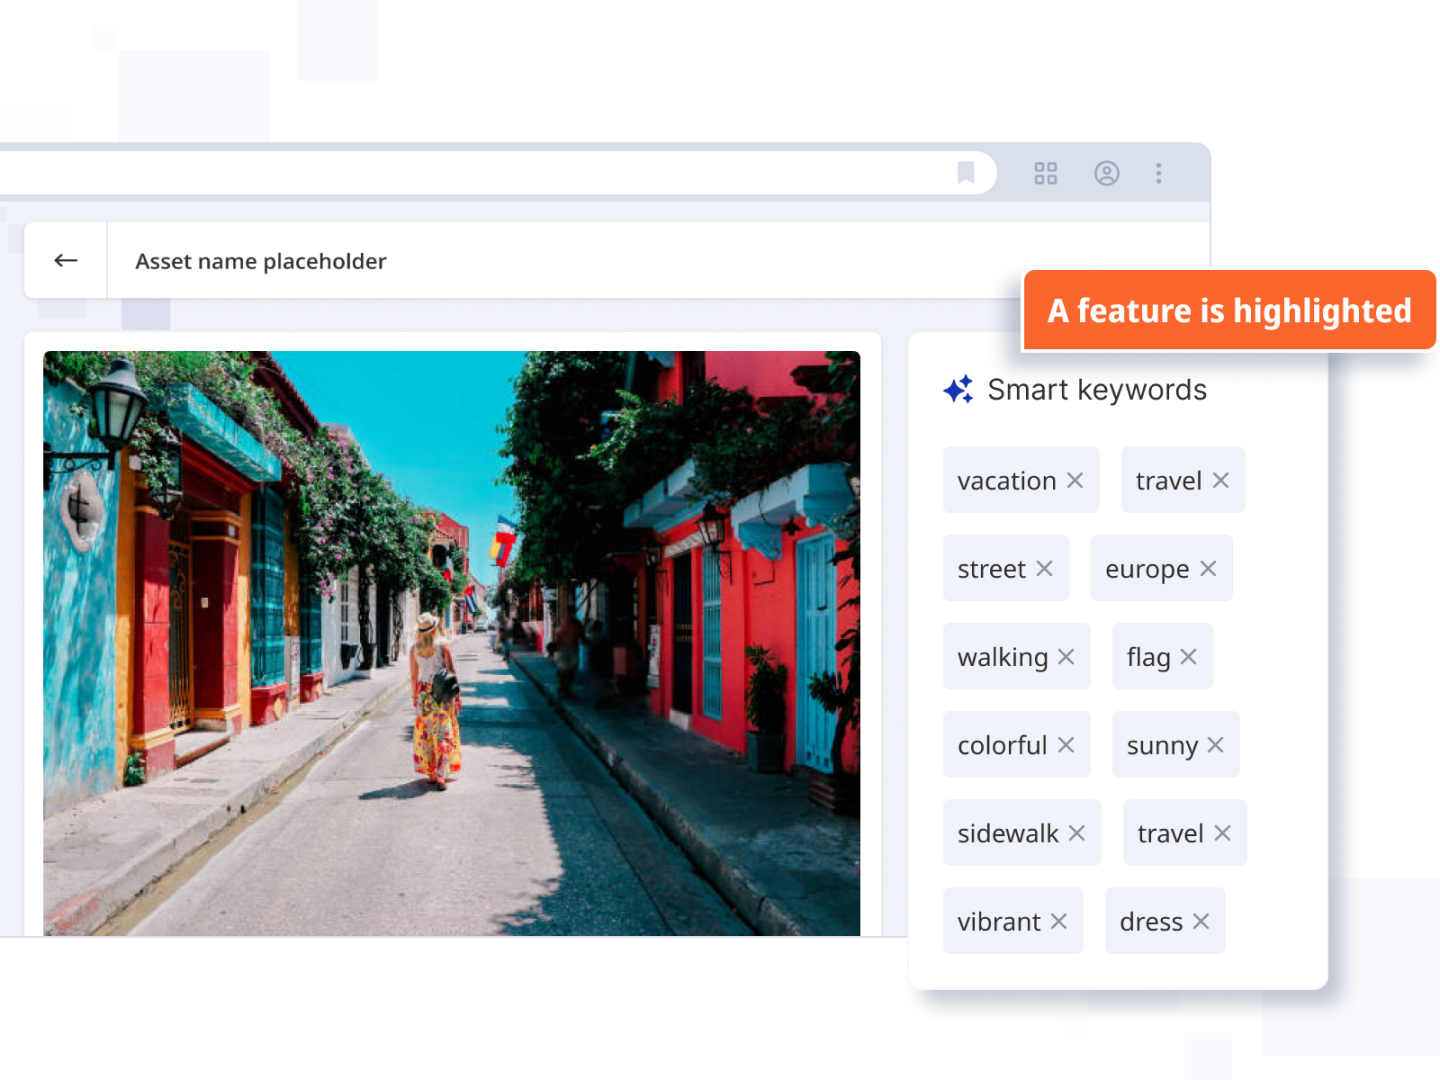 Asset name placeholder
A feature is highlighted
Smart keywords
vacation travel
street europe
walking flag
colorful sunny
sidewalk travel
vibrant dress